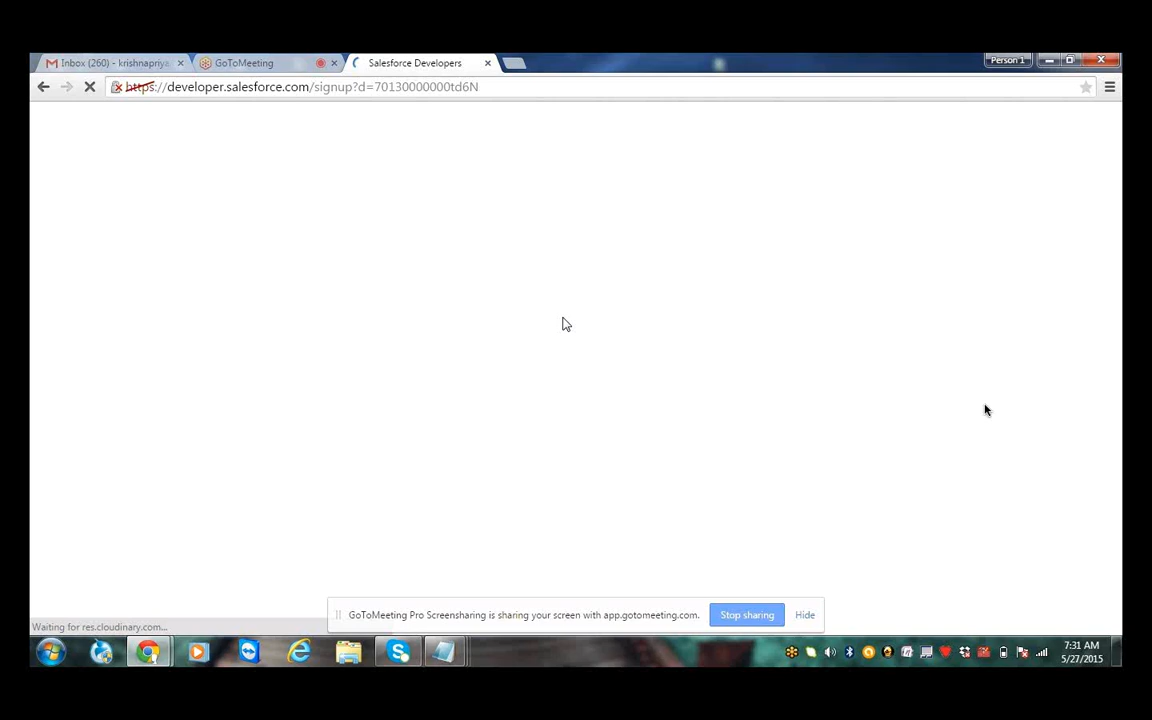 Inbox (260) - krishnapriya
GoToMeeting
Salesforce Developers
Person 1
https://developer.salesforce.com/signup?d=70130000000td6N
GoToMeeting Pro Screensharing is sharing your screen with app.gotomeeting.com.
Stop sharing
Hide
Waiting for res.cloudinary.com...
7:31 AM
5/27/2015